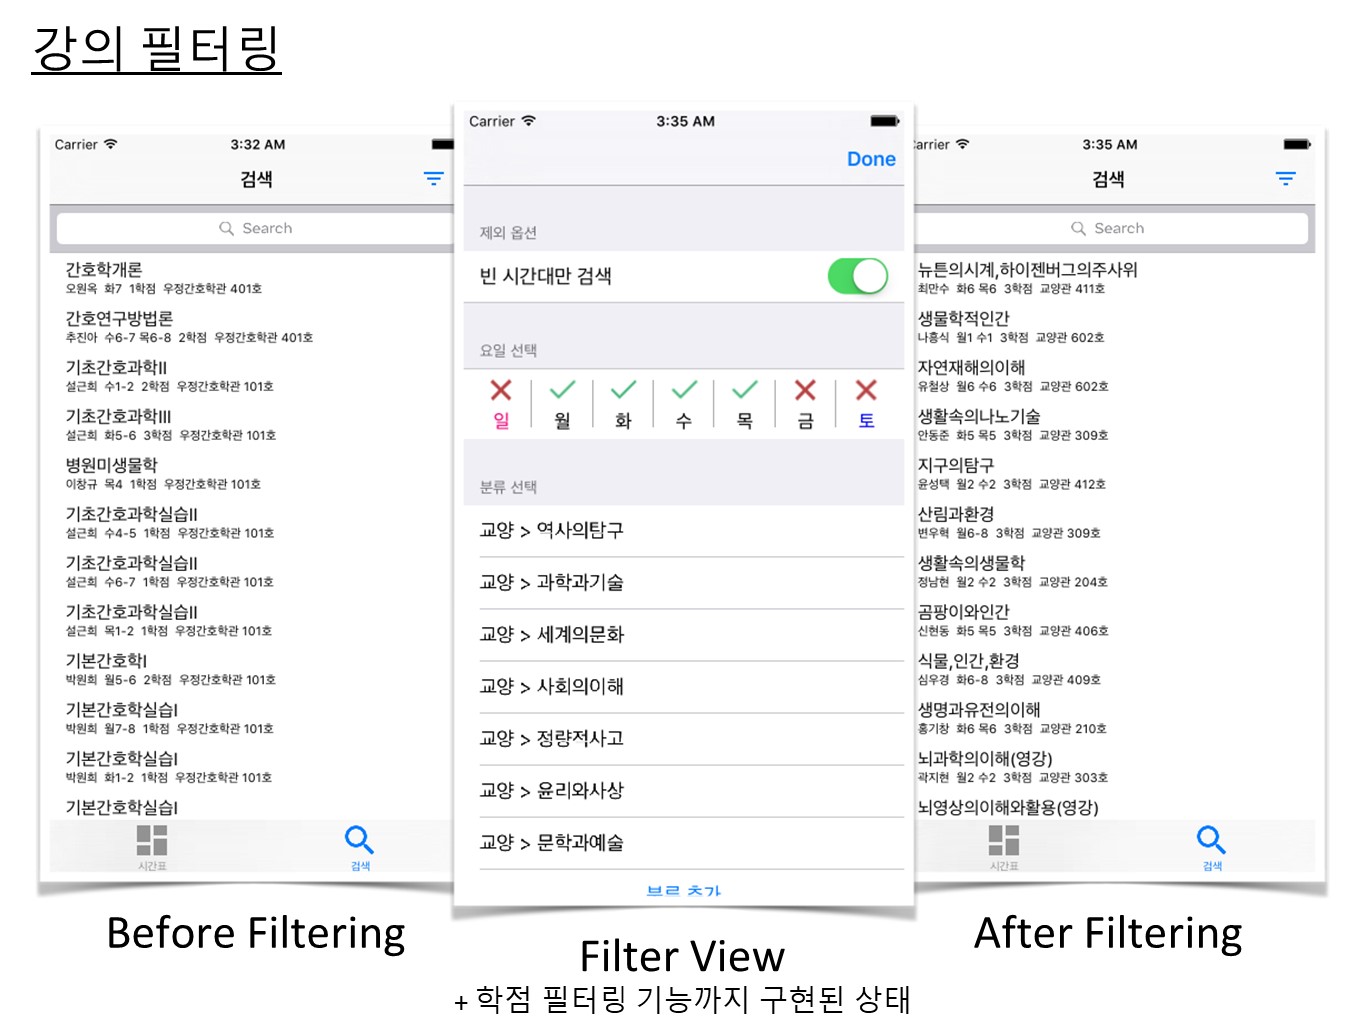 강의 필터링
Carrier 3:32 AM
검색
Search
간호학개론
오원옥 화7 1학점 우정간호학관 401호
간호연구방법론
추진아 수6-7 목6-8 2학점 우정간호학관 401호
기초간호과학II
설근희 수1-2 2학점 우정간호학관 101호
기초간호과학III
설근희 화5-6 3학점 우정간호학관 101호
병원미생물학
이창규 목4 1학점 우정간호학관 101호
기초간호과학실습II
설근희 수4-5 1학점 우정간호학관 101호
기초간호과학실습II
설근희 수6-7 1학점 우정간호학관 101호
기초간호과학실습II
설근희 목1-2 1학점 우정간호학관 101호
기본간호학I
박원희 월5-6 2학점 우정간호학관 101호
기본간호학실습I
박원희 월7-8 1학점 우정간호학관 101호
기본간호학실습I
박원희 화1-2 1학점 우정간호학관 101호
기본간호학실습I
시간표 검색
Before Filtering
Carrier 3:35 AM
Done
제외 옵션
빈 시간대만 검색
요일 선택
일 월 화 수 목 금 토
분류 선택
교양 > 역사의탐구
교양 > 과학과기술
교양 > 세계의문화
교양 > 사회의이해
교양 > 정량적사고
교양 > 윤리와사상
교양 > 문학과예술
분류 추가
Filter View
+ 학점 필터링 기능까지 구현된 상태
arrier 3:35 AM
검색
Search
뉴튼의시계,하이젠버그의주사위
최만수 화6 목6 3학점 교양관 411호
생물학적인간
나흥식 월1 수1 3학점 교양관 602호
자연재해의이해
유철상 월6 수6 3학점 교양관 602호
생활속의나노기술
안동준 화5 목5 3학점 교양관 309호
지구의탐구
윤성택 월2 수2 3학점 교양관 412호
산림과환경
변우혁 월6-8 3학점 교양관 309호
생활속의생물학
정남현 월2 수2 3학점 교양관 204호
곰팡이와인간
신현동 화5 목5 3학점 교양관 406호
식물,인간,환경
심우경 화6-8 3학점 교양관 409호
생명과유전의이해
홍기창 화6 목6 3학점 교양관 210호
뇌과학의이해(영강)
곽지현 월2 수2 3학점 교양관 303호
뇌영상의이해와활용(영강)
시간표 검색
After Filtering